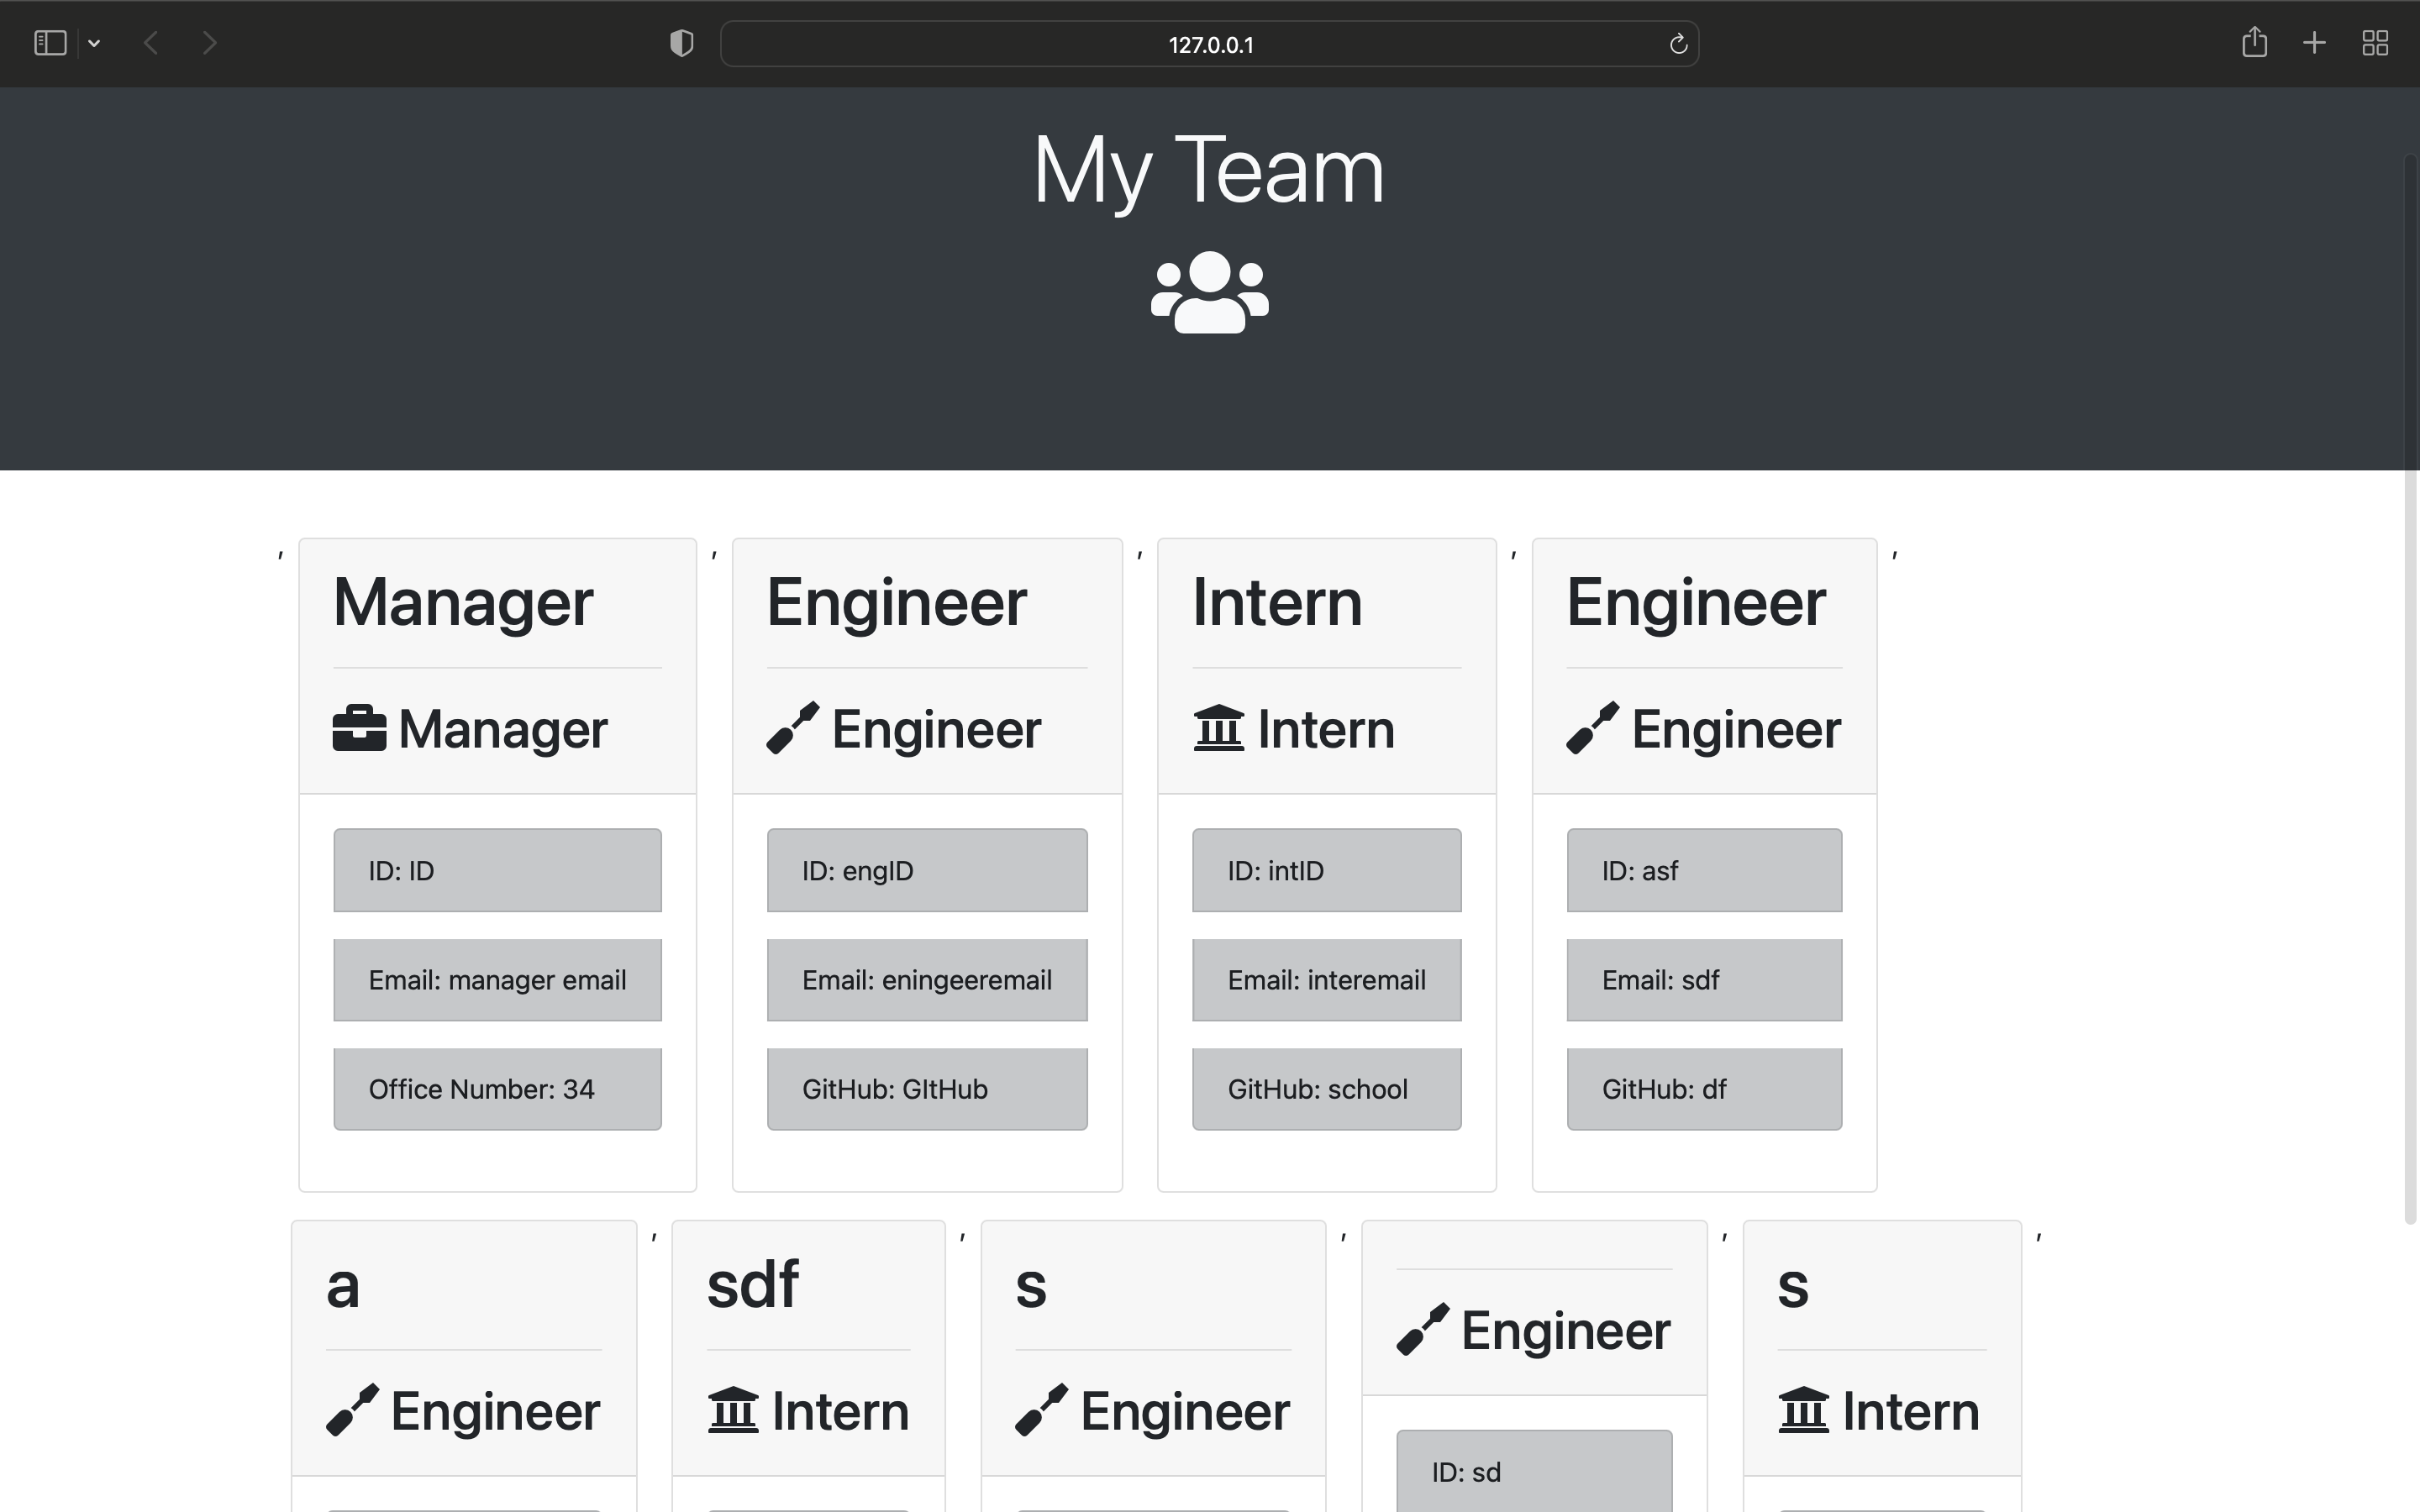 127.0.0.1
My Team
, , , , ,
Manager Engineer Intern Engineer
Manager Engineer Intern Engineer
ID: ID ID: engID ID: intID ID: asf
Email: manager email Email: eningeeremail Email: interemail Email: sdf
Office Number: 34 GitHub: GItHub GitHub: school GitHub: df
, , , , ,
a sdf s s
Engineer Intern Engineer Engineer Intern
ID: sd